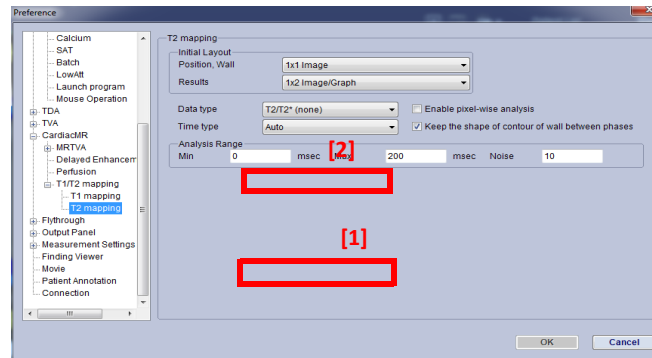 Preference
Calcium
SAT
Batch
LowAtt
Launch program
Mouse Operation
TDA
TVA
CardiacMR
MRTVA
Delayed Enhancem
Perfusion
T1/T2 mapping
T1 mapping
T2 mapping
Flythrough
Output Panel
Measurement Settings
Finding Viewer
Movie
Patient Annotation
Connection
T2 mapping
Initial Layout
Position, Wall 1x1 Image
Results 1x2 Image/Graph
Data type T2/T2* (none) Enable pixel-wise analysis
Time type Auto Keep the shape of contour of wall between phases
Analysis Range
[2]
Min 0 msec Max 200 msec Noise 10
[1]
OK Cancel